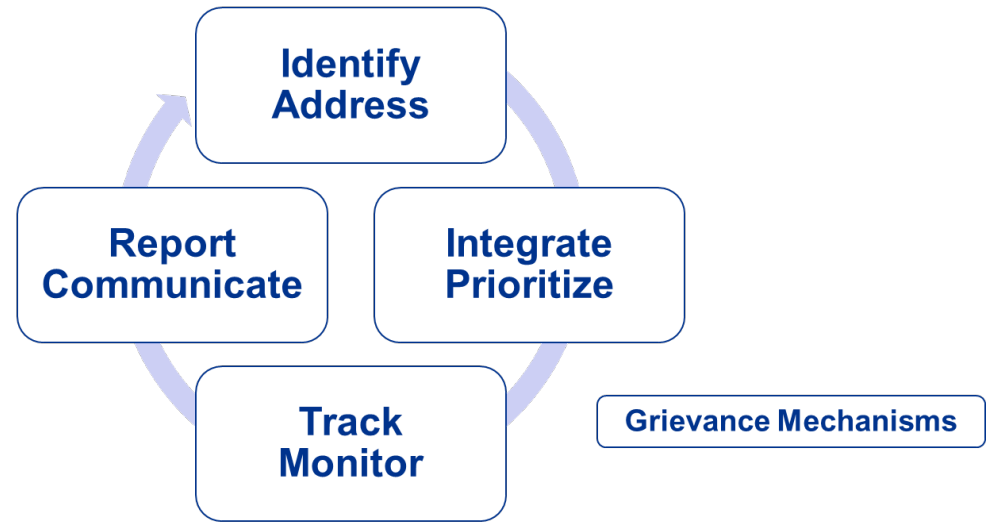 Identify
Address
Integrate
Prioritize
Track
Monitor
Report
Communicate
Grievance Mechanisms